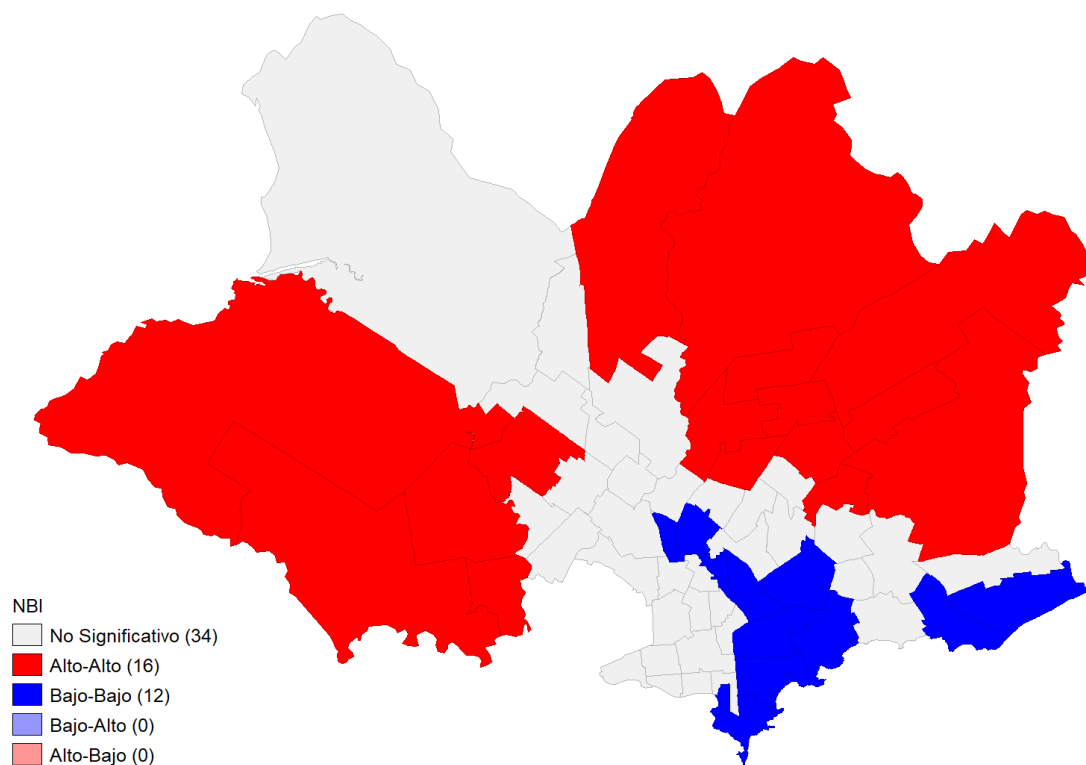 NBI
No Significativo (34)
Alto-Alto (16)
Bajo-Bajo (12)
Bajo-Alto (0)
Alto-Bajo (0)